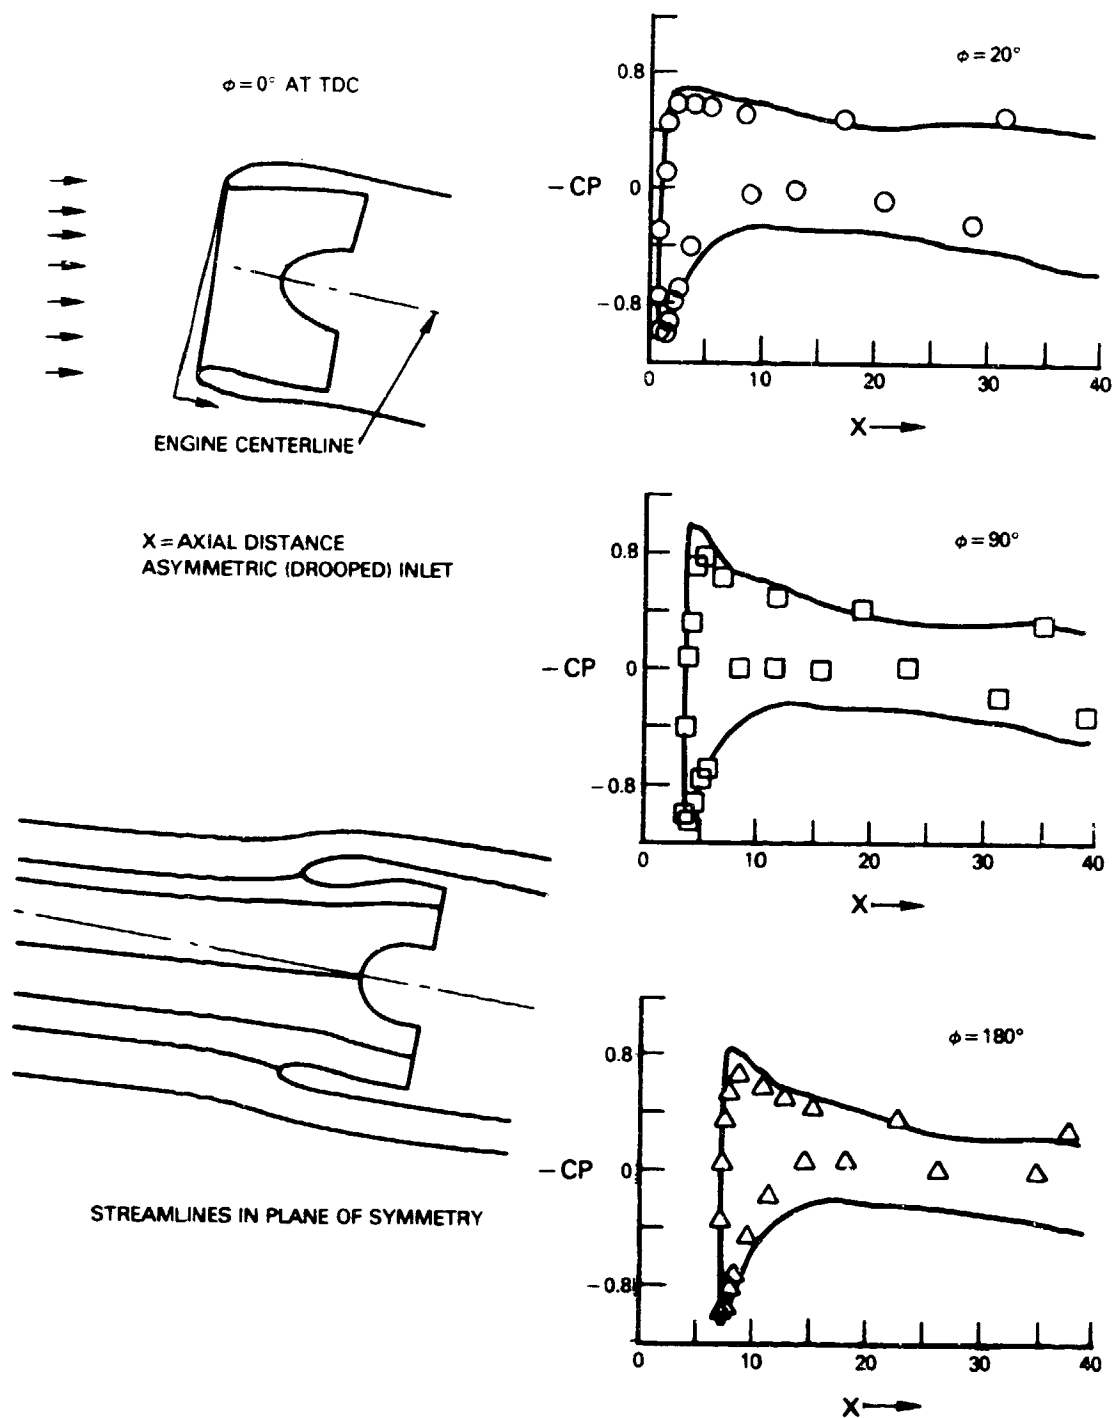 φ = 0° AT TDC
ENGINE CENTERLINE
X = AXIAL DISTANCE
ASYMMETRIC (DROOPED) INLET
STREAMLINES IN PLANE OF SYMMETRY
φ = 20°
0.8
– CP 0
– 0.8
0 10 20 30 40
X
φ = 90°
0.8
– CP 0
– 0.8
0 10 20 30 40
X
φ = 180°
0.8
– CP 0
– 0.8
0 10 20 30 40
X